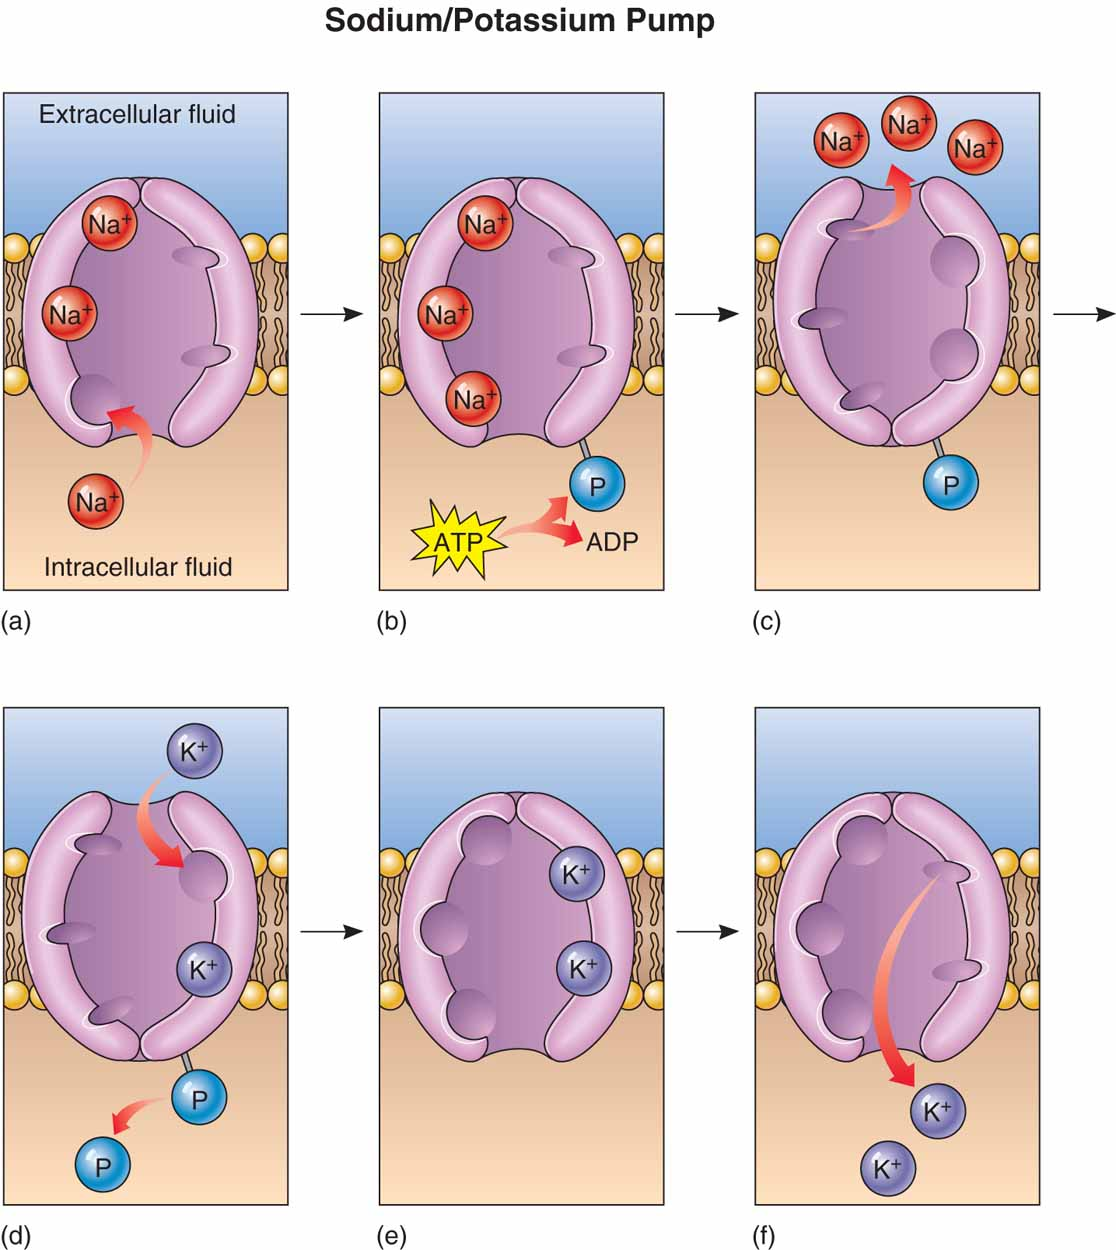 Sodium/Potassium Pump
Extracellular fluid
Na+
Na+
Na+
Intracellular fluid
(a)
Na+
Na+
Na+
P
ATP
ADP
(b)
Na+
Na+
Na+
P
(c)
K+
K+
P
P
(d)
K+
K+
(e)
K+
K+
(f)